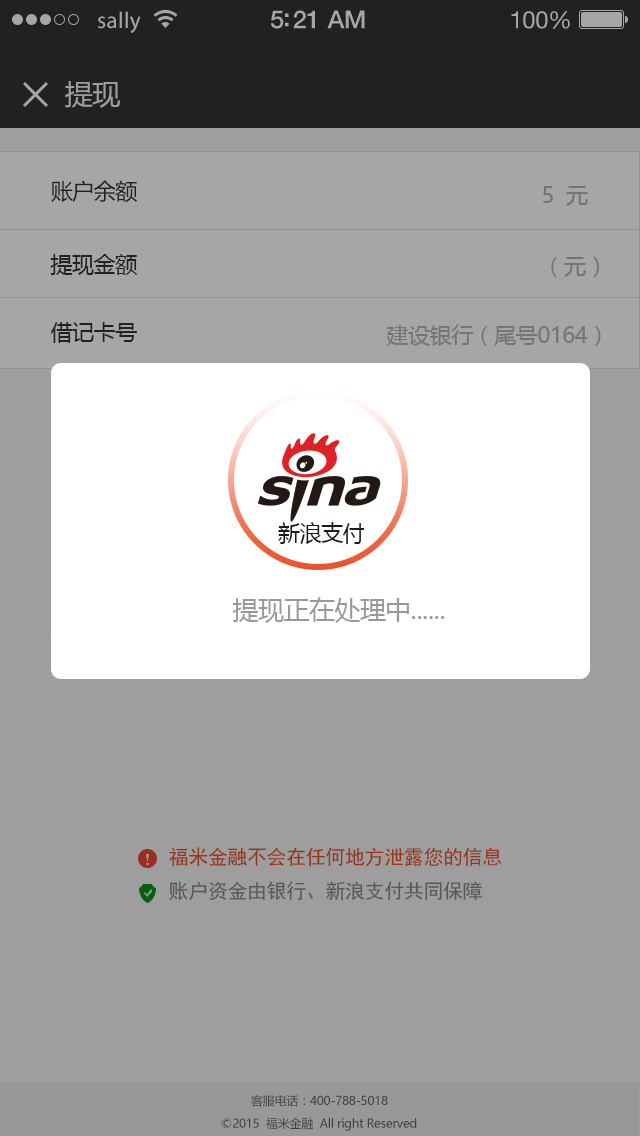 sally 5:21 AM 100%
提现
账户余额 5 元
提现金额 （元）
借记卡号 建设银行（尾号0164）
sina
新浪支付
提现正在处理中......
福米金融不会在任何地方泄露您的信息
账户资金由银行、新浪支付共同保障
客服电话：400-788-5018
©2015 福米金融 All right Reserved